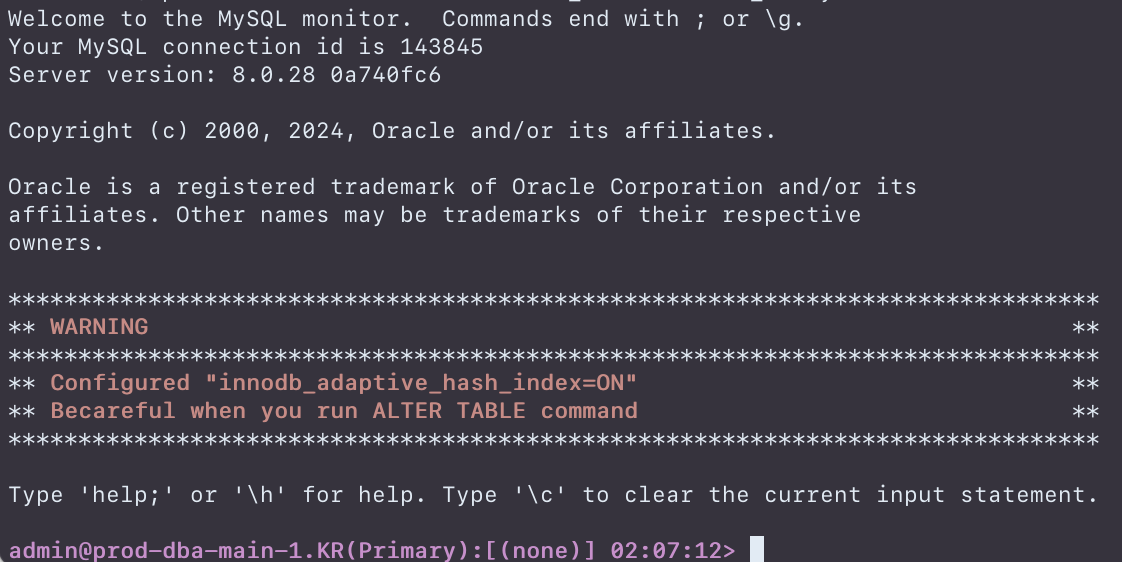 Welcome to the MySQL monitor.  Commands end with ; or \g.
Your MySQL connection id is 143845
Server version: 8.0.28 0a740fc6

Copyright (c) 2000, 2024, Oracle and/or its affiliates.

Oracle is a registered trademark of Oracle Corporation and/or its
affiliates. Other names may be trademarks of their respective
owners.

******************************************************************************
** WARNING                                                                  **
******************************************************************************
** Configured "innodb_adaptive_hash_index=ON"                               **
** Becareful when you run ALTER TABLE command                               **
******************************************************************************

Type 'help;' or '\h' for help. Type '\c' to clear the current input statement.

admin@prod-dba-main-1.KR(Primary):[(none)] 02:07:12>